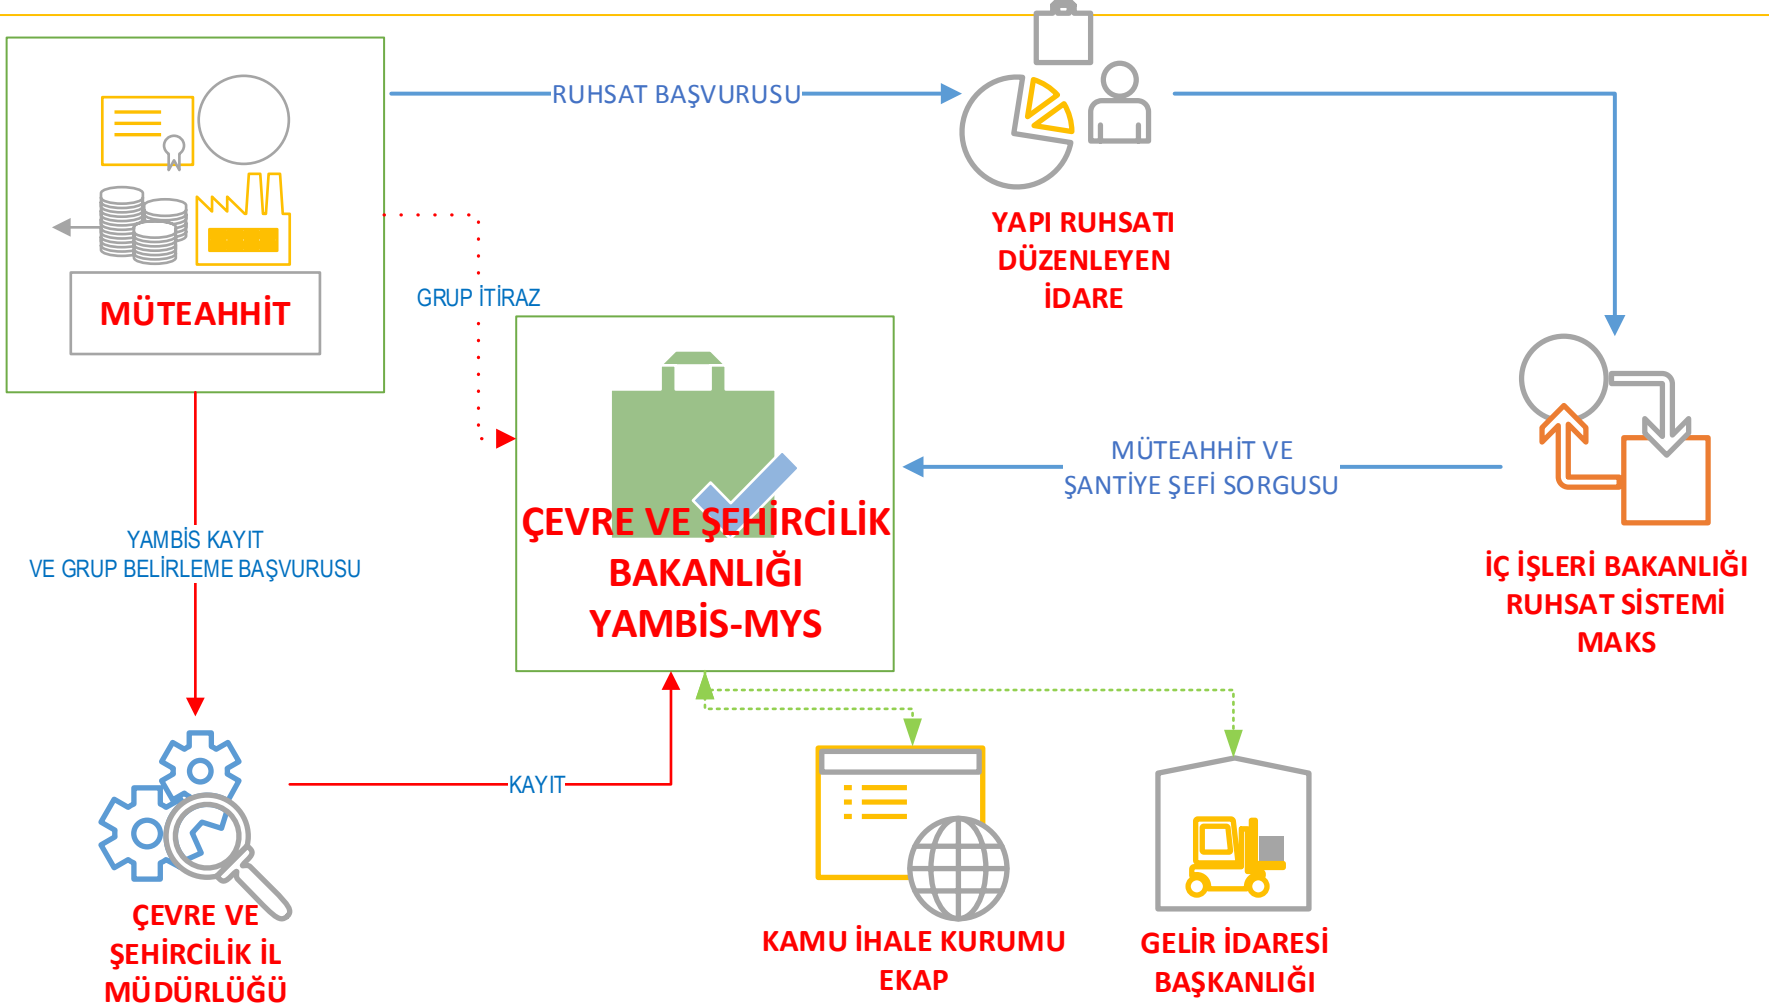 RUHSAT BAŞVURUSU
YAPI RUHSATI
DÜZENLEYEN
İDARE
MÜTEAHHİT
GRUP İTİRAZ
MÜTEAHHİT VE
ŞANTİYE ŞEFİ SORGUSU
ÇEVRE VE ŞEHİRCİLİK
BAKANLIĞI
YAMBİS-MYS
YAMBİS KAYIT
VE GRUP BELİRLEME BAŞVURUSU
İÇ İŞLERİ BAKANLIĞI
RUHSAT SİSTEMİ
MAKS
KAYIT
ÇEVRE VE
ŞEHİRCİLİK İL
MÜDÜRLÜĞÜ
KAMU İHALE KURUMU
EKAP
GELİR İDARESİ
BAŞKANLIĞI